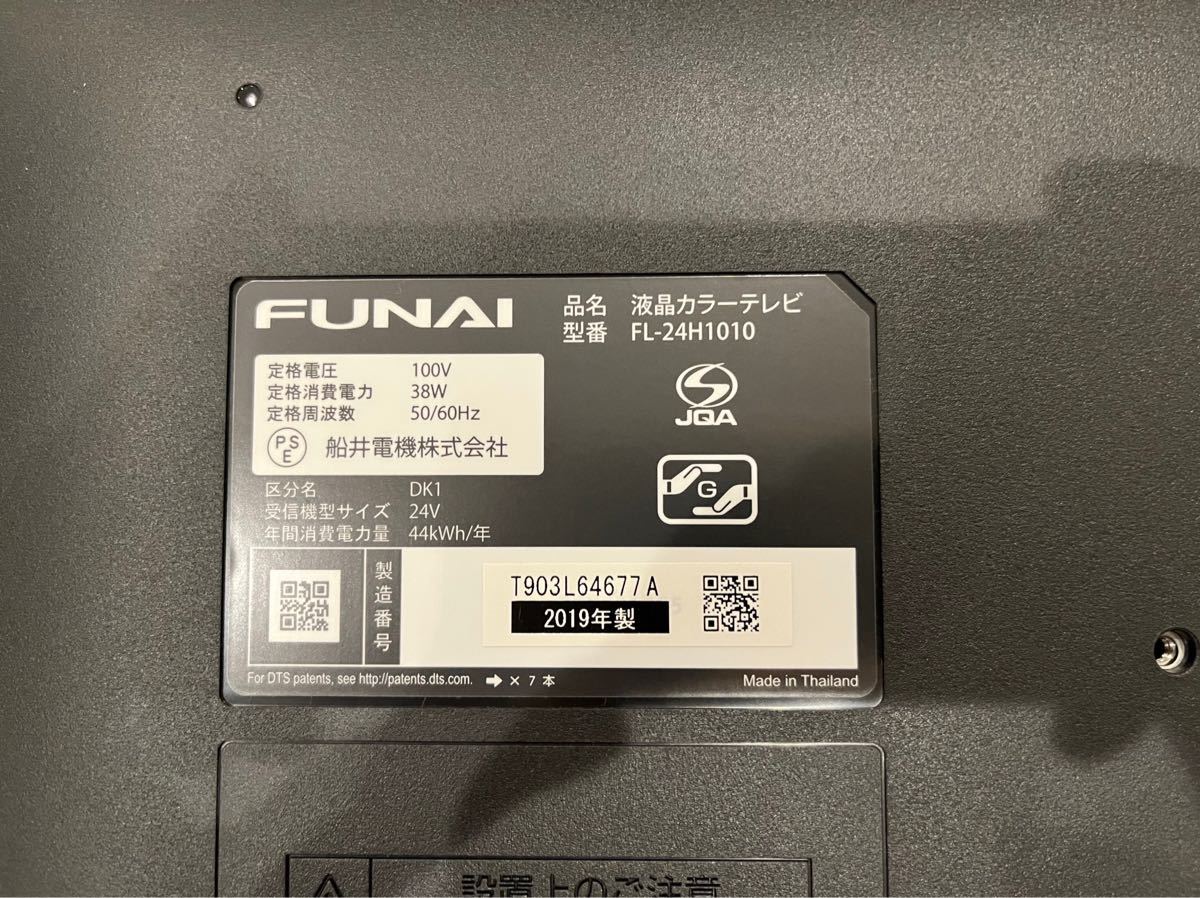 FUNAI
品名 液晶カラーテレビ
型番 FL-24H1010
定格電圧 100V
定格消費電力 38W
定格周波数 50/60Hz
PSE 船井電機株式会社
JQA
G
区分名 DK1
受信機型サイズ 24V
年間消費電力量 44kWh/年
製造番号
T903L64677A
2019年製
For DTS patents, see http://patents.dts.com. ➡ × 7 本
Made in Thailand
設置上のご注意